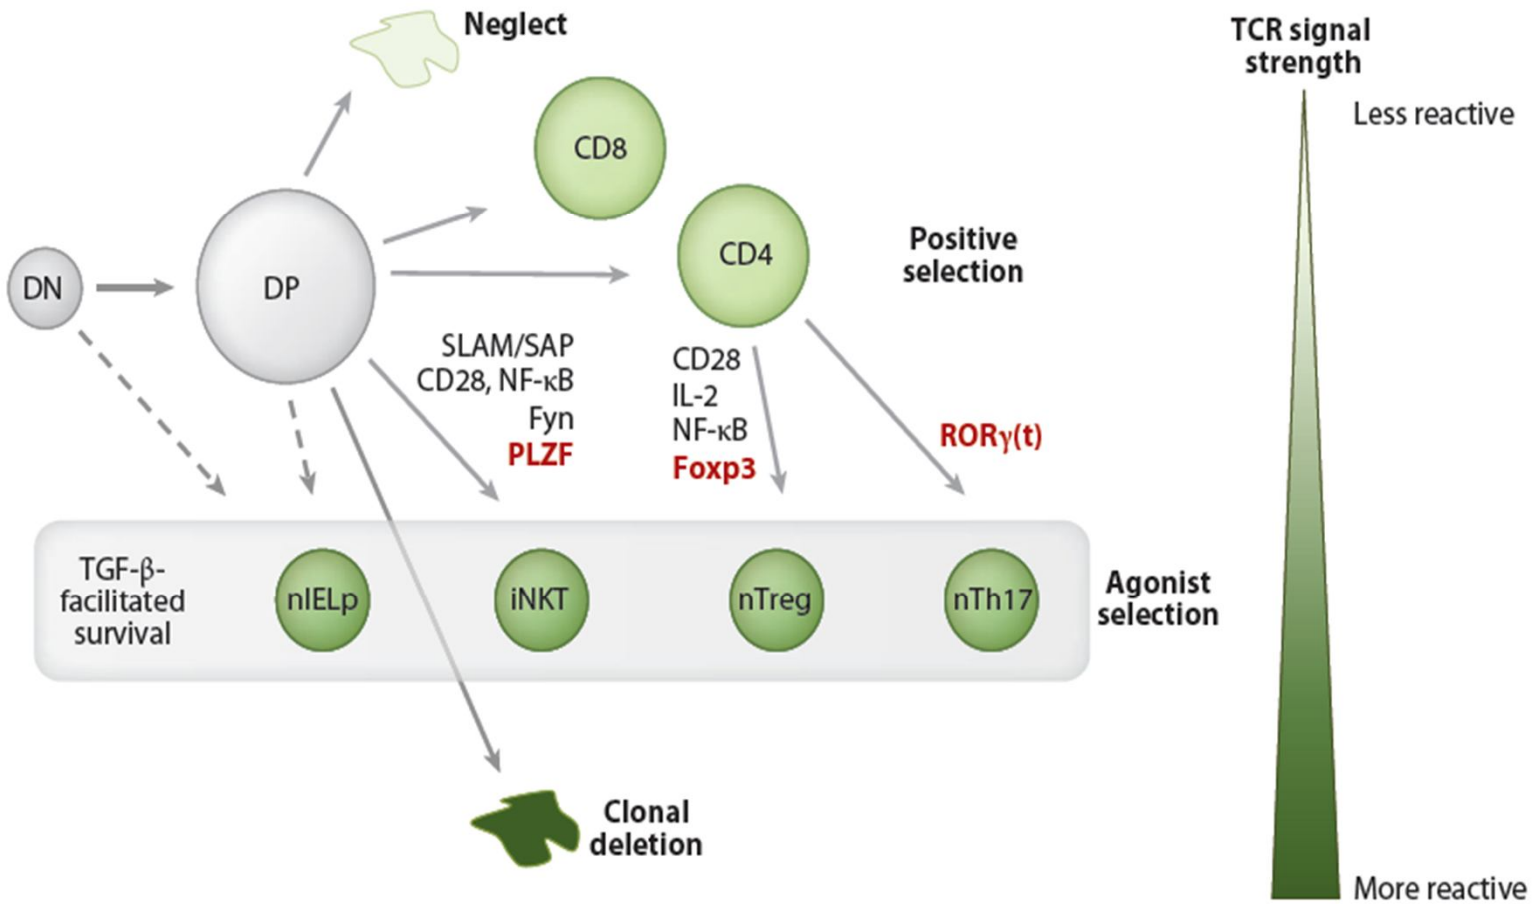 Neglect
TCR signal
strength
Less reactive
CD8
CD4
Positive
selection
DN
DP
SLAM/SAP
CD28, NF-κB
Fyn
PLZF
CD28
IL-2
NF-κB
Foxp3
RORγ(t)
TGF-β-
facilitated
survival
nIELp
iNKT
nTreg
nTh17
Agonist
selection
Clonal
deletion
More reactive